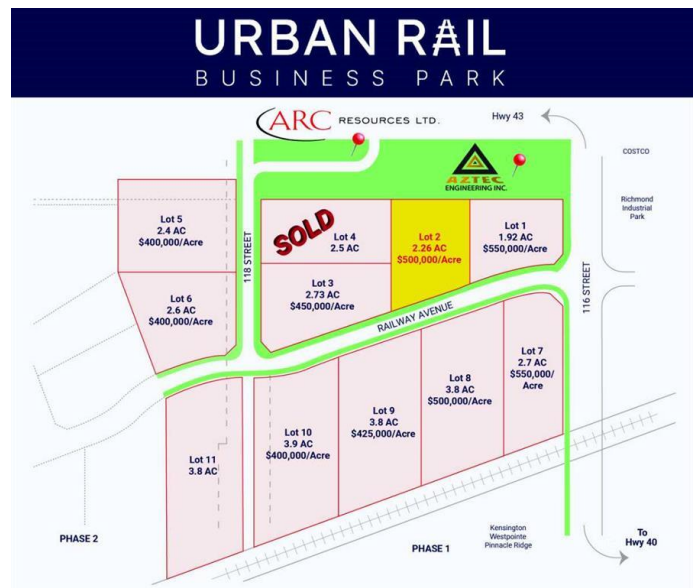 URBAN RAIL
BUSINESS PARK
ARC RESOURCES LTD.
Hwy 43
COSTCO
AZTEC
ENGINEERING INC.
Richmond
Industrial
Park
Lot 5
2.4 AC
$400,000/Acre
SOLD
Lot 4
2.5 AC
Lot 2
2.26 AC
$500,000/Acre
Lot 1
1.92 AC
$550,000/Acre
118 STREET
116 STREET
Lot 6
2.6 AC
$400,000/Acre
Lot 3
2.73 AC
$450,000/Acre
RAILWAY AVENUE
Lot 7
2.7 AC
$550,000/
Acre
Lot 8
3.8 AC
$500,000/Acre
Lot 9
3.8 AC
$425,000/Acre
Lot 10
3.9 AC
$400,000/Acre
Lot 11
3.8 AC
PHASE 2
PHASE 1
Kensington
Westpointe
Pinnacle Ridge
To
Hwy 40